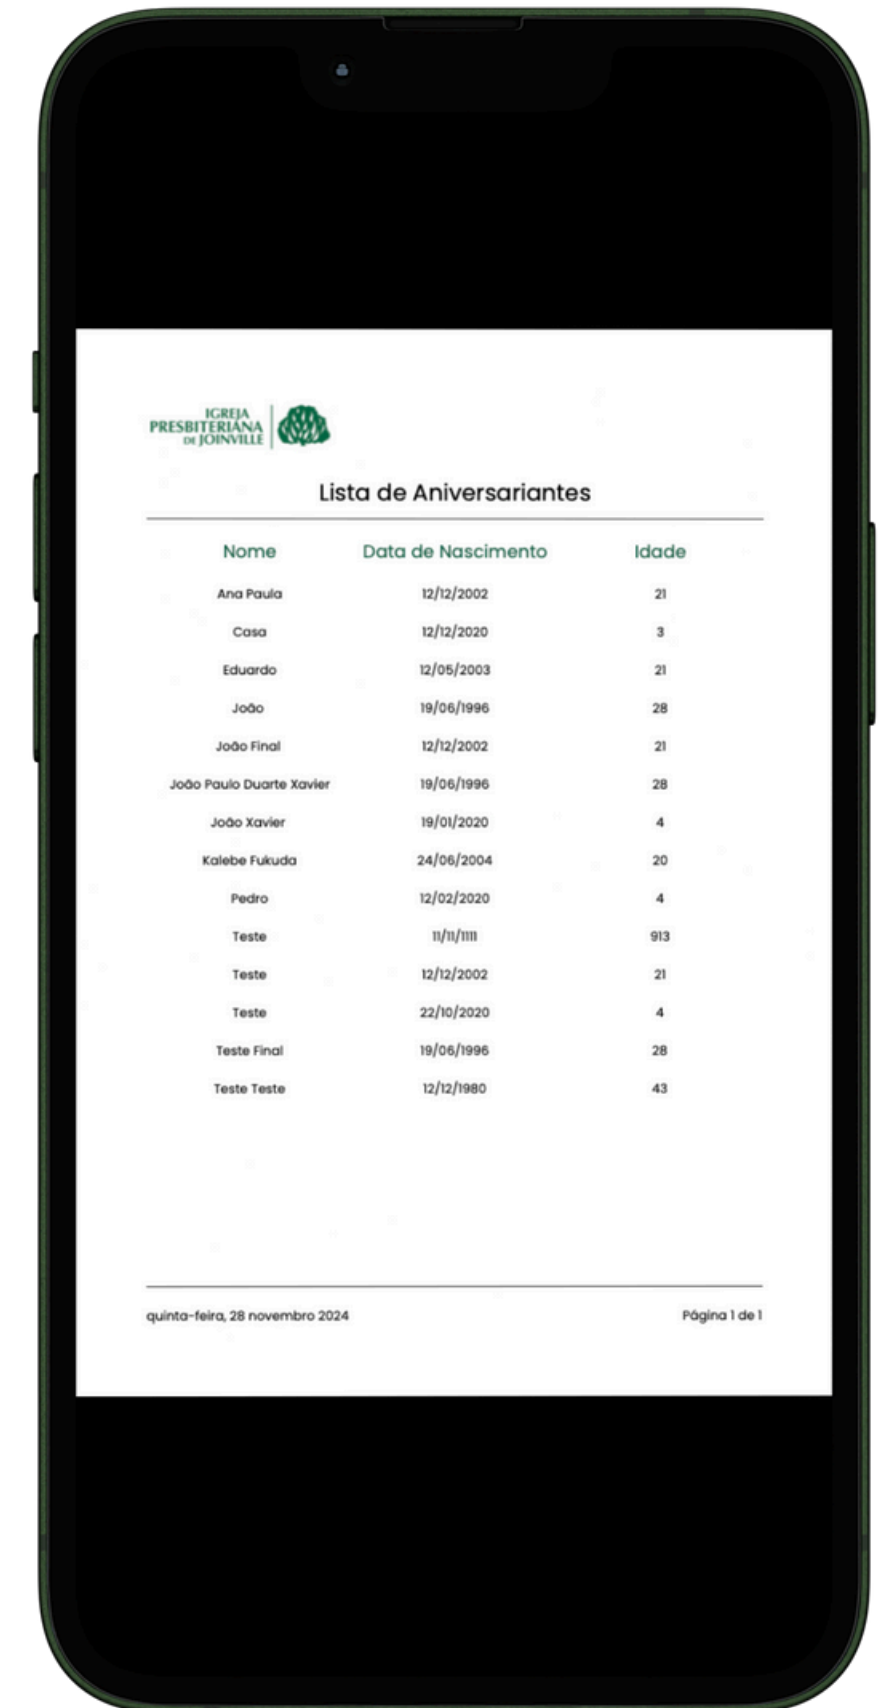 IGREJA
PRESBITERIANA
DE JOINVILLE
Lista de Aniversariantes
Nome Data de Nascimento Idade
Ana Paula 12/12/2002 21
Casa 12/12/2020 3
Eduardo 12/05/2003 21
João 19/06/1996 28
João Final 12/12/2002 21
João Paulo Duarte Xavier 19/06/1996 28
João Xavier 19/01/2020 4
Kalebe Fukuda 24/06/2004 20
Pedro 12/02/2020 4
Teste 11/11/1111 913
Teste 12/12/2002 21
Teste 22/10/2020 4
Teste Final 19/06/1996 28
Teste Teste 12/12/1980 43
quinta-feira, 28 novembro 2024 Página 1 de 1